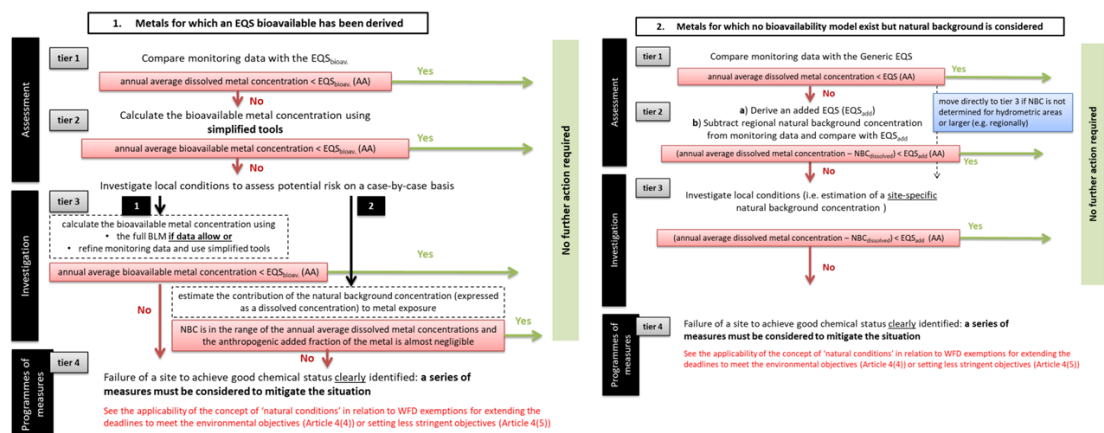 1. Metals for which an EQS bioavailable has been derived
Assessment
tier 1
Compare monitoring data with the EQSbioav.
annual average dissolved metal concentration < EQSbioav. (AA)
Yes
No
tier 2
Calculate the bioavailable metal concentration using
simplified tools
annual average bioavailable metal concentration < EQSbioav. (AA)
Yes
No
Investigate local conditions to assess potential risk on a case-by-case basis
Investigation
tier 3
1
2
calculate the bioavailable metal concentration using
• the full BLM if data allow or
• refine monitoring data and use simplified tools
annual average bioavailable metal concentration < EQSbioav. (AA)
Yes
No
estimate the contribution of the natural background concentration (expressed
as a dissolved concentration) to metal exposure
NBC is in the range of the annual average dissolved metal concentrations and
the anthropogenic added fraction of the metal is almost negligible
Yes
No
Programmes of
measures
tier 4
Failure of a site to achieve good chemical status clearly identified: a series of
measures must be considered to mitigate the situation
See the applicability of the concept of 'natural conditions' in relation to WFD exemptions for extending the
deadlines to meet the environmental objectives (Article 4(4)) or setting less stringent objectives (Article 4(5))
No further action required
2. Metals for which no bioavailability model exist but natural background is considered
Assessment
tier 1
Compare monitoring data with the Generic EQS
annual average dissolved metal concentration < EQS (AA)
Yes
No
tier 2
a) Derive an added EQS (EQSadd)
b) Subtract regional natural background concentration
from monitoring data and compare with EQSadd
move directly to tier 3 if NBC is not
determined for hydrometric areas
or larger (e.g. regionally)
(annual average dissolved metal concentration – NBCdissolved) < EQSadd (AA)
Yes
No
Investigation
tier 3
Investigate local conditions (i.e. estimation of a site-specific
natural background concentration )
(annual average dissolved metal concentration – NBCdissolved) < EQSadd (AA)
Yes
No
Programmes of
measures
tier 4
Failure of a site to achieve good chemical status clearly identified: a series of
measures must be considered to mitigate the situation
See the applicability of the concept of 'natural conditions' in relation to WFD exemptions for extending the
deadlines to meet the environmental objectives (Article 4(4)) or setting less stringent objectives (Article 4(5))
No further action required